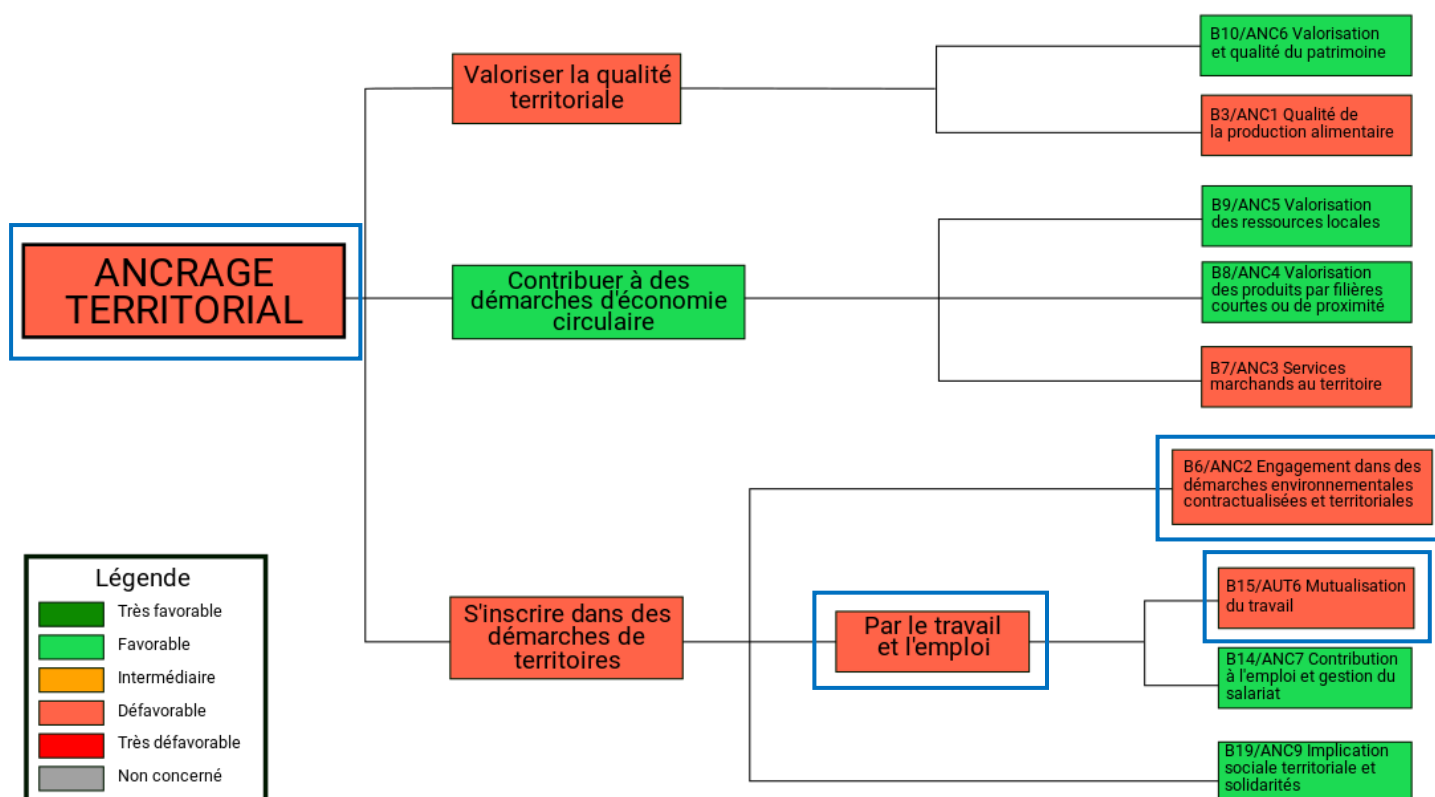 B10/ANC6 Valorisation
et qualité du patrimoine
Valoriser la qualité
territoriale
B3/ANC1 Qualité de
la production alimentaire
B9/ANC5 Valorisation
des ressources locales
ANCRAGE
TERRITORIAL
Contribuer à des
démarches d'économie
circulaire
B8/ANC4 Valorisation
des produits par filières
courtes ou de proximité
B7/ANC3 Services
marchands au territoire
B6/ANC2 Engagement dans des
démarches environnementales
contractualisées et territoriales
S'inscrire dans des
démarches de
territoires
Par le travail
et l'emploi
B15/AUT6 Mutualisation
du travail
B14/ANC7 Contribution
à l'emploi et gestion du
salariat
B19/ANC9 Implication
sociale territoriale et
solidarités
Légende
Très favorable
Favorable
Intermédiaire
Défavorable
Très défavorable
Non concerné